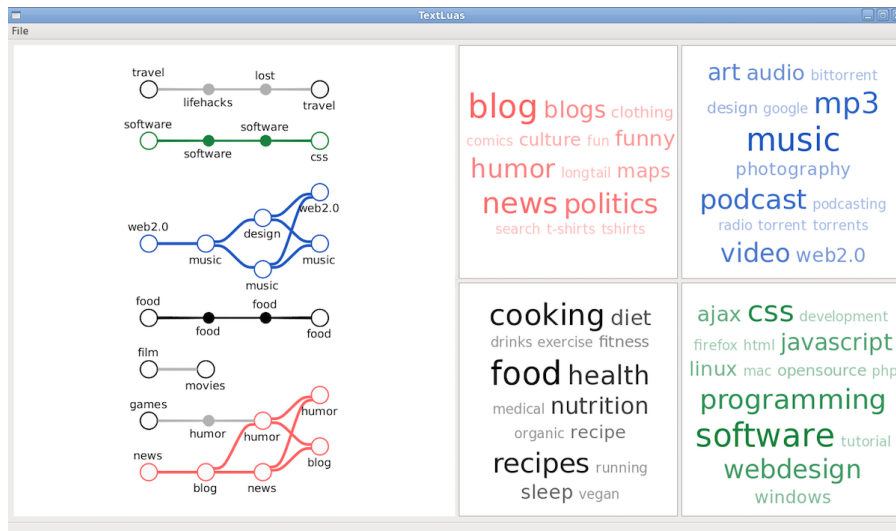 TextLuas
File
travel
lost
lifehacks
travel
software
software
software
css
web2.0
web2.0
design
music
music
music
food
food
food
food
film
movies
games
humor
humor
humor
news
blog
blog
news
blog blogs clothing
comics culture fun funny
humor longtail maps
news politics
search t-shirts tshirts
art audio bittorrent
design google mp3
music
photography
podcast podcasting
radio torrent torrents
video web2.0
cooking diet
drinks exercise fitness
food health
medical nutrition
organic recipe
recipes running
sleep vegan
ajax css development
firefox html javascript
linux mac opensource php
programming
software tutorial
webdesign
windows